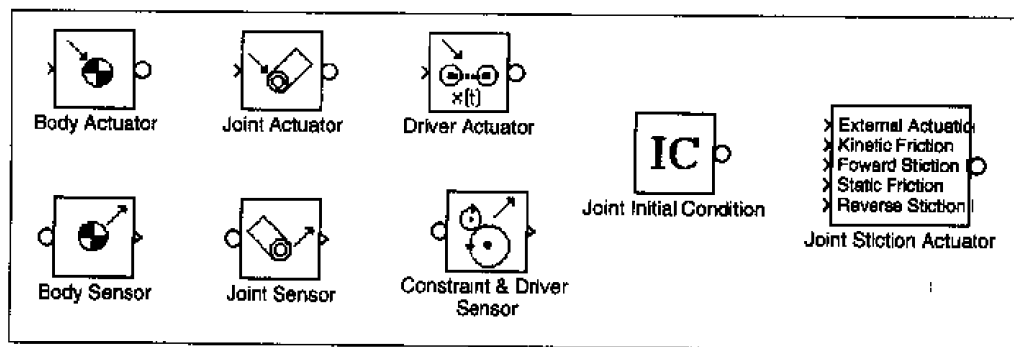 x(t)
Body Actuator
Joint Actuator
Driver Actuator
IC
Joint Initial Condition
External Actuatio
Kinetic Friction
Foward Stiction
Static Friction
Reverse Stiction
Joint Stiction Actuator
Body Sensor
Joint Sensor
Constraint & Driver
Sensor